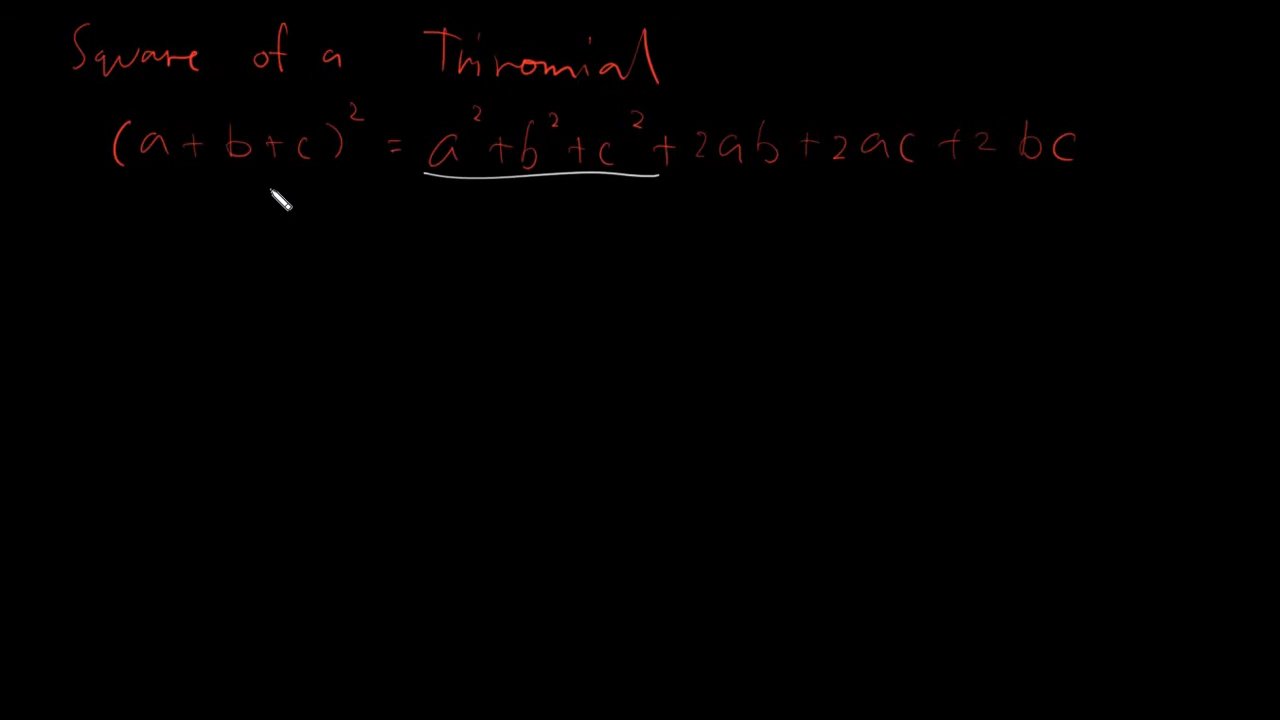 Square of a Trinomial
(a+b+c)² = a²+b²+c²+2ab+2ac+2bc